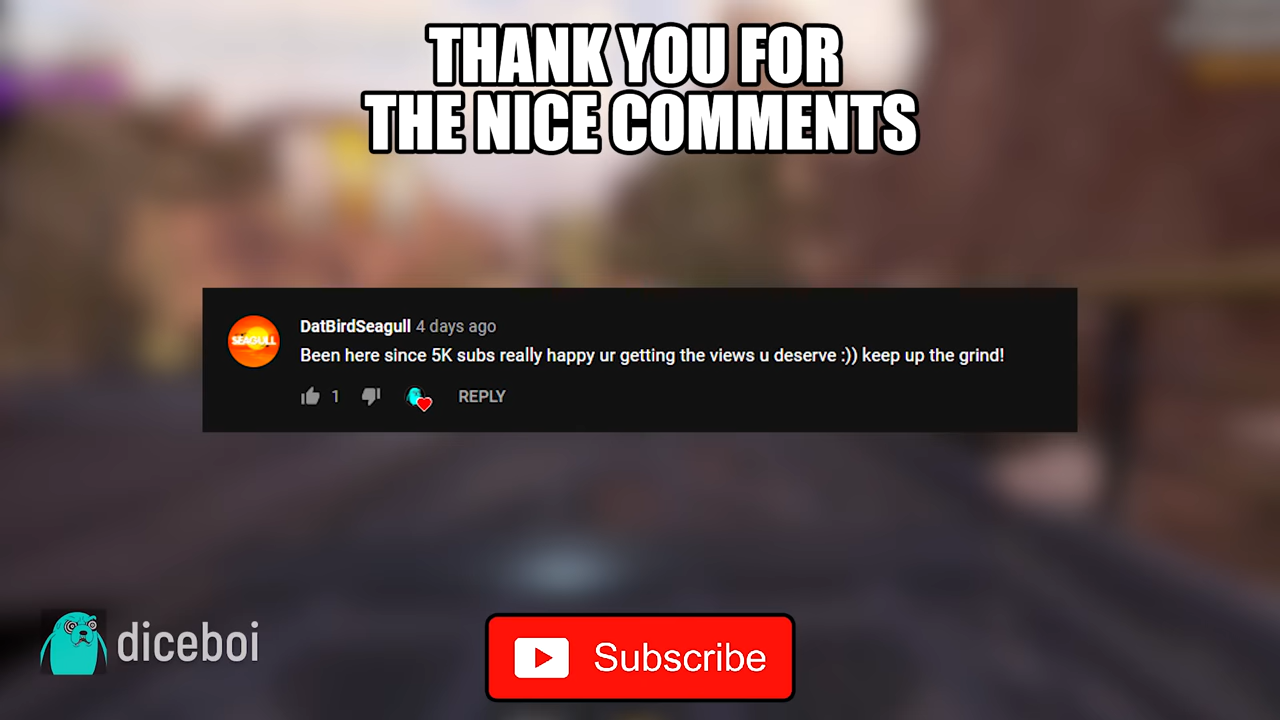 THANK YOU FOR
THE NICE COMMENTS
SEAGULL
DatBirdSeagull 4 days ago
Been here since 5K subs really happy ur getting the views u deserve :)) keep up the grind!
1 REPLY
diceboi
Subscribe